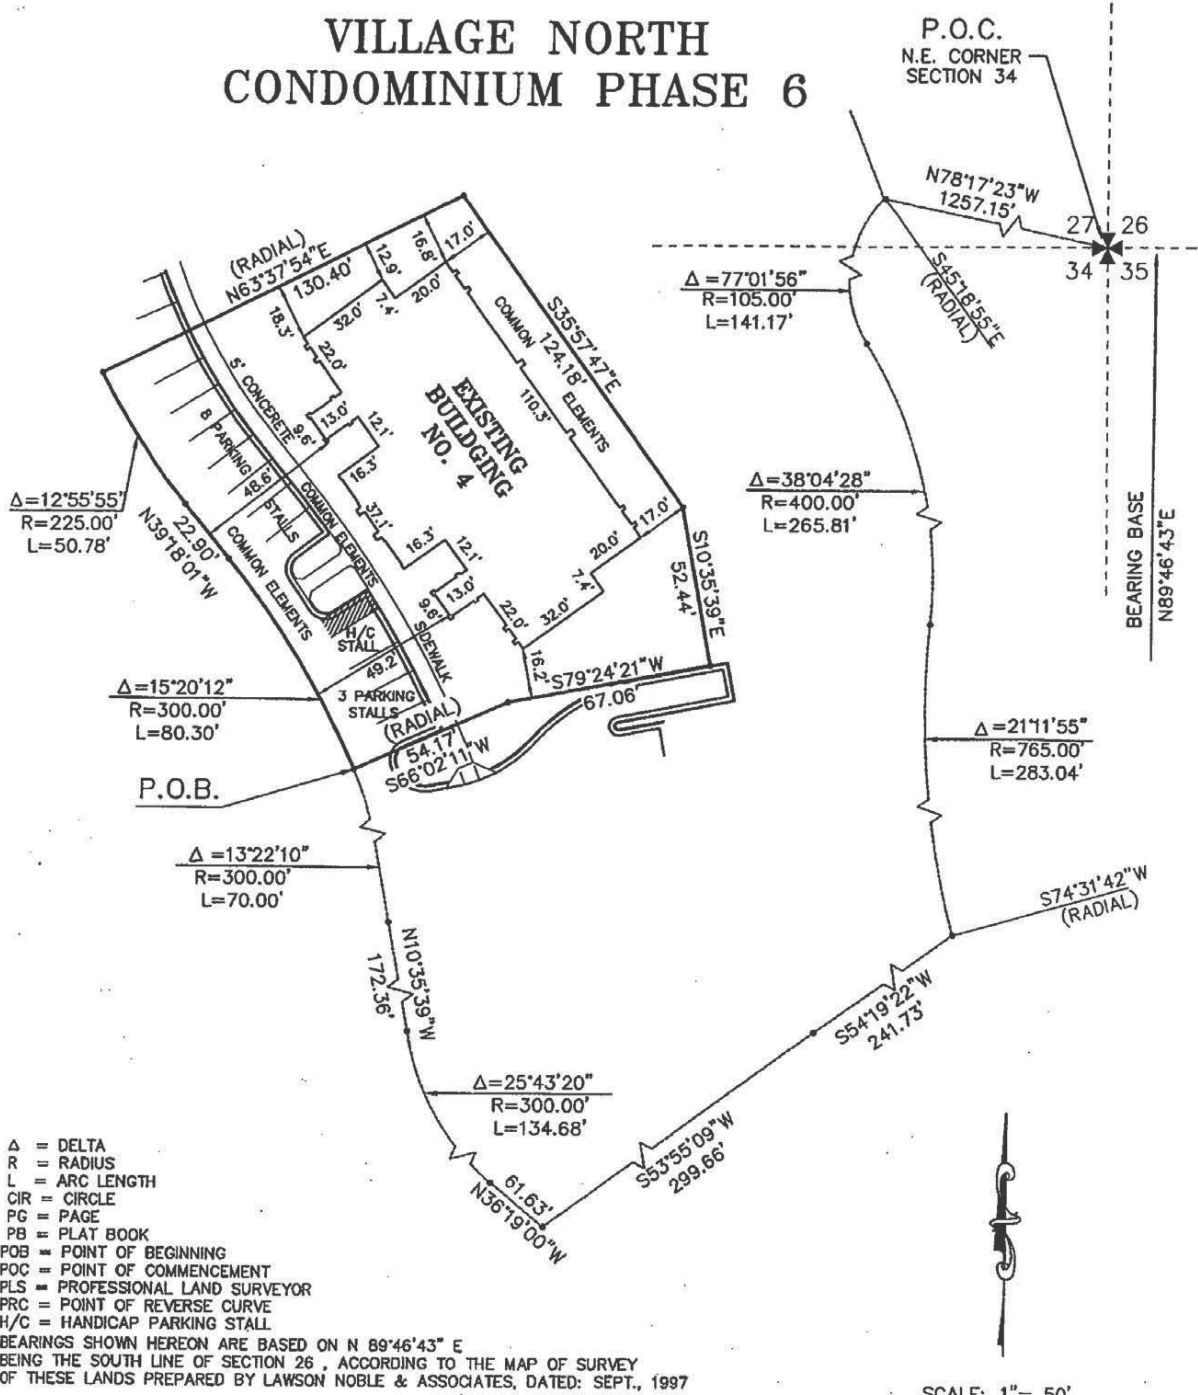 VILLAGE NORTH
CONDOMINIUM PHASE 6
P.O.C.
N.E. CORNER
SECTION 34
N78°17'23"W
1257.15'
27 26
34 35
S45°18'55"E
(RADIAL)
BEARING BASE
N89°46'43"E
Δ=77°01'56"
R=105.00'
L=141.17'
Δ=38°04'28"
R=400.00'
L=265.81'
Δ=21°11'55"
R=765.00'
L=283.04'
S74°31'42"W
(RADIAL)
S54°19'22"W
241.73'
S53°55'09"W
299.66'
61.63'
N36°19'00"W
Δ=25°43'20"
R=300.00'
L=134.68'
N10°35'39"W
172.36'
Δ=13°22'10"
R=300.00'
L=70.00'
P.O.B.
Δ=15°20'12"
R=300.00'
L=80.30'
22.90'
N39°18'01"W
Δ=12°55'55"
R=225.00'
L=50.78'
(RADIAL)
N63°37'54"E
130.40'
S35°57'47"E
124.18'
S10°35'39"E
52.44'
S79°24'21"W
67.06'
(RADIAL)
54.17'
S66°02'11"W
18.3'
32.0'
12.9'
7.4'
16.8'
20.0'
17.0'
22.0'
13.0'
9.6'
12.1'
16.3'
37.1'
16.3'
12.1'
13.0'
9.6'
22.0'
32.0'
7.4'
20.0'
17.0'
16.2'
110.3'
48.6'
49.2'
COMMON ELEMENTS
EXISTING
BUILDGING
NO. 4
5' CONCERETE
SIDEWALK
8 PARKING
STALLS
COMMON ELEMENTS
COMMON ELEMENTS
H/C
STALL
3 PARKING
STALLS
Δ = DELTA
R = RADIUS
L = ARC LENGTH
CIR = CIRCLE
PG = PAGE
PB = PLAT BOOK
POB = POINT OF BEGINNING
POC = POINT OF COMMENCEMENT
PLS = PROFESSIONAL LAND SURVEYOR
PRC = POINT OF REVERSE CURVE
H/C = HANDICAP PARKING STALL
BEARINGS SHOWN HEREON ARE BASED ON N 89°46'43" E
BEING THE SOUTH LINE OF SECTION 26 , ACCORDING TO THE MAP OF SURVEY
OF THESE LANDS PREPARED BY LAWSON NOBLE & ASSOCIATES, DATED: SEPT., 1997
SCALE: 1"= 50'